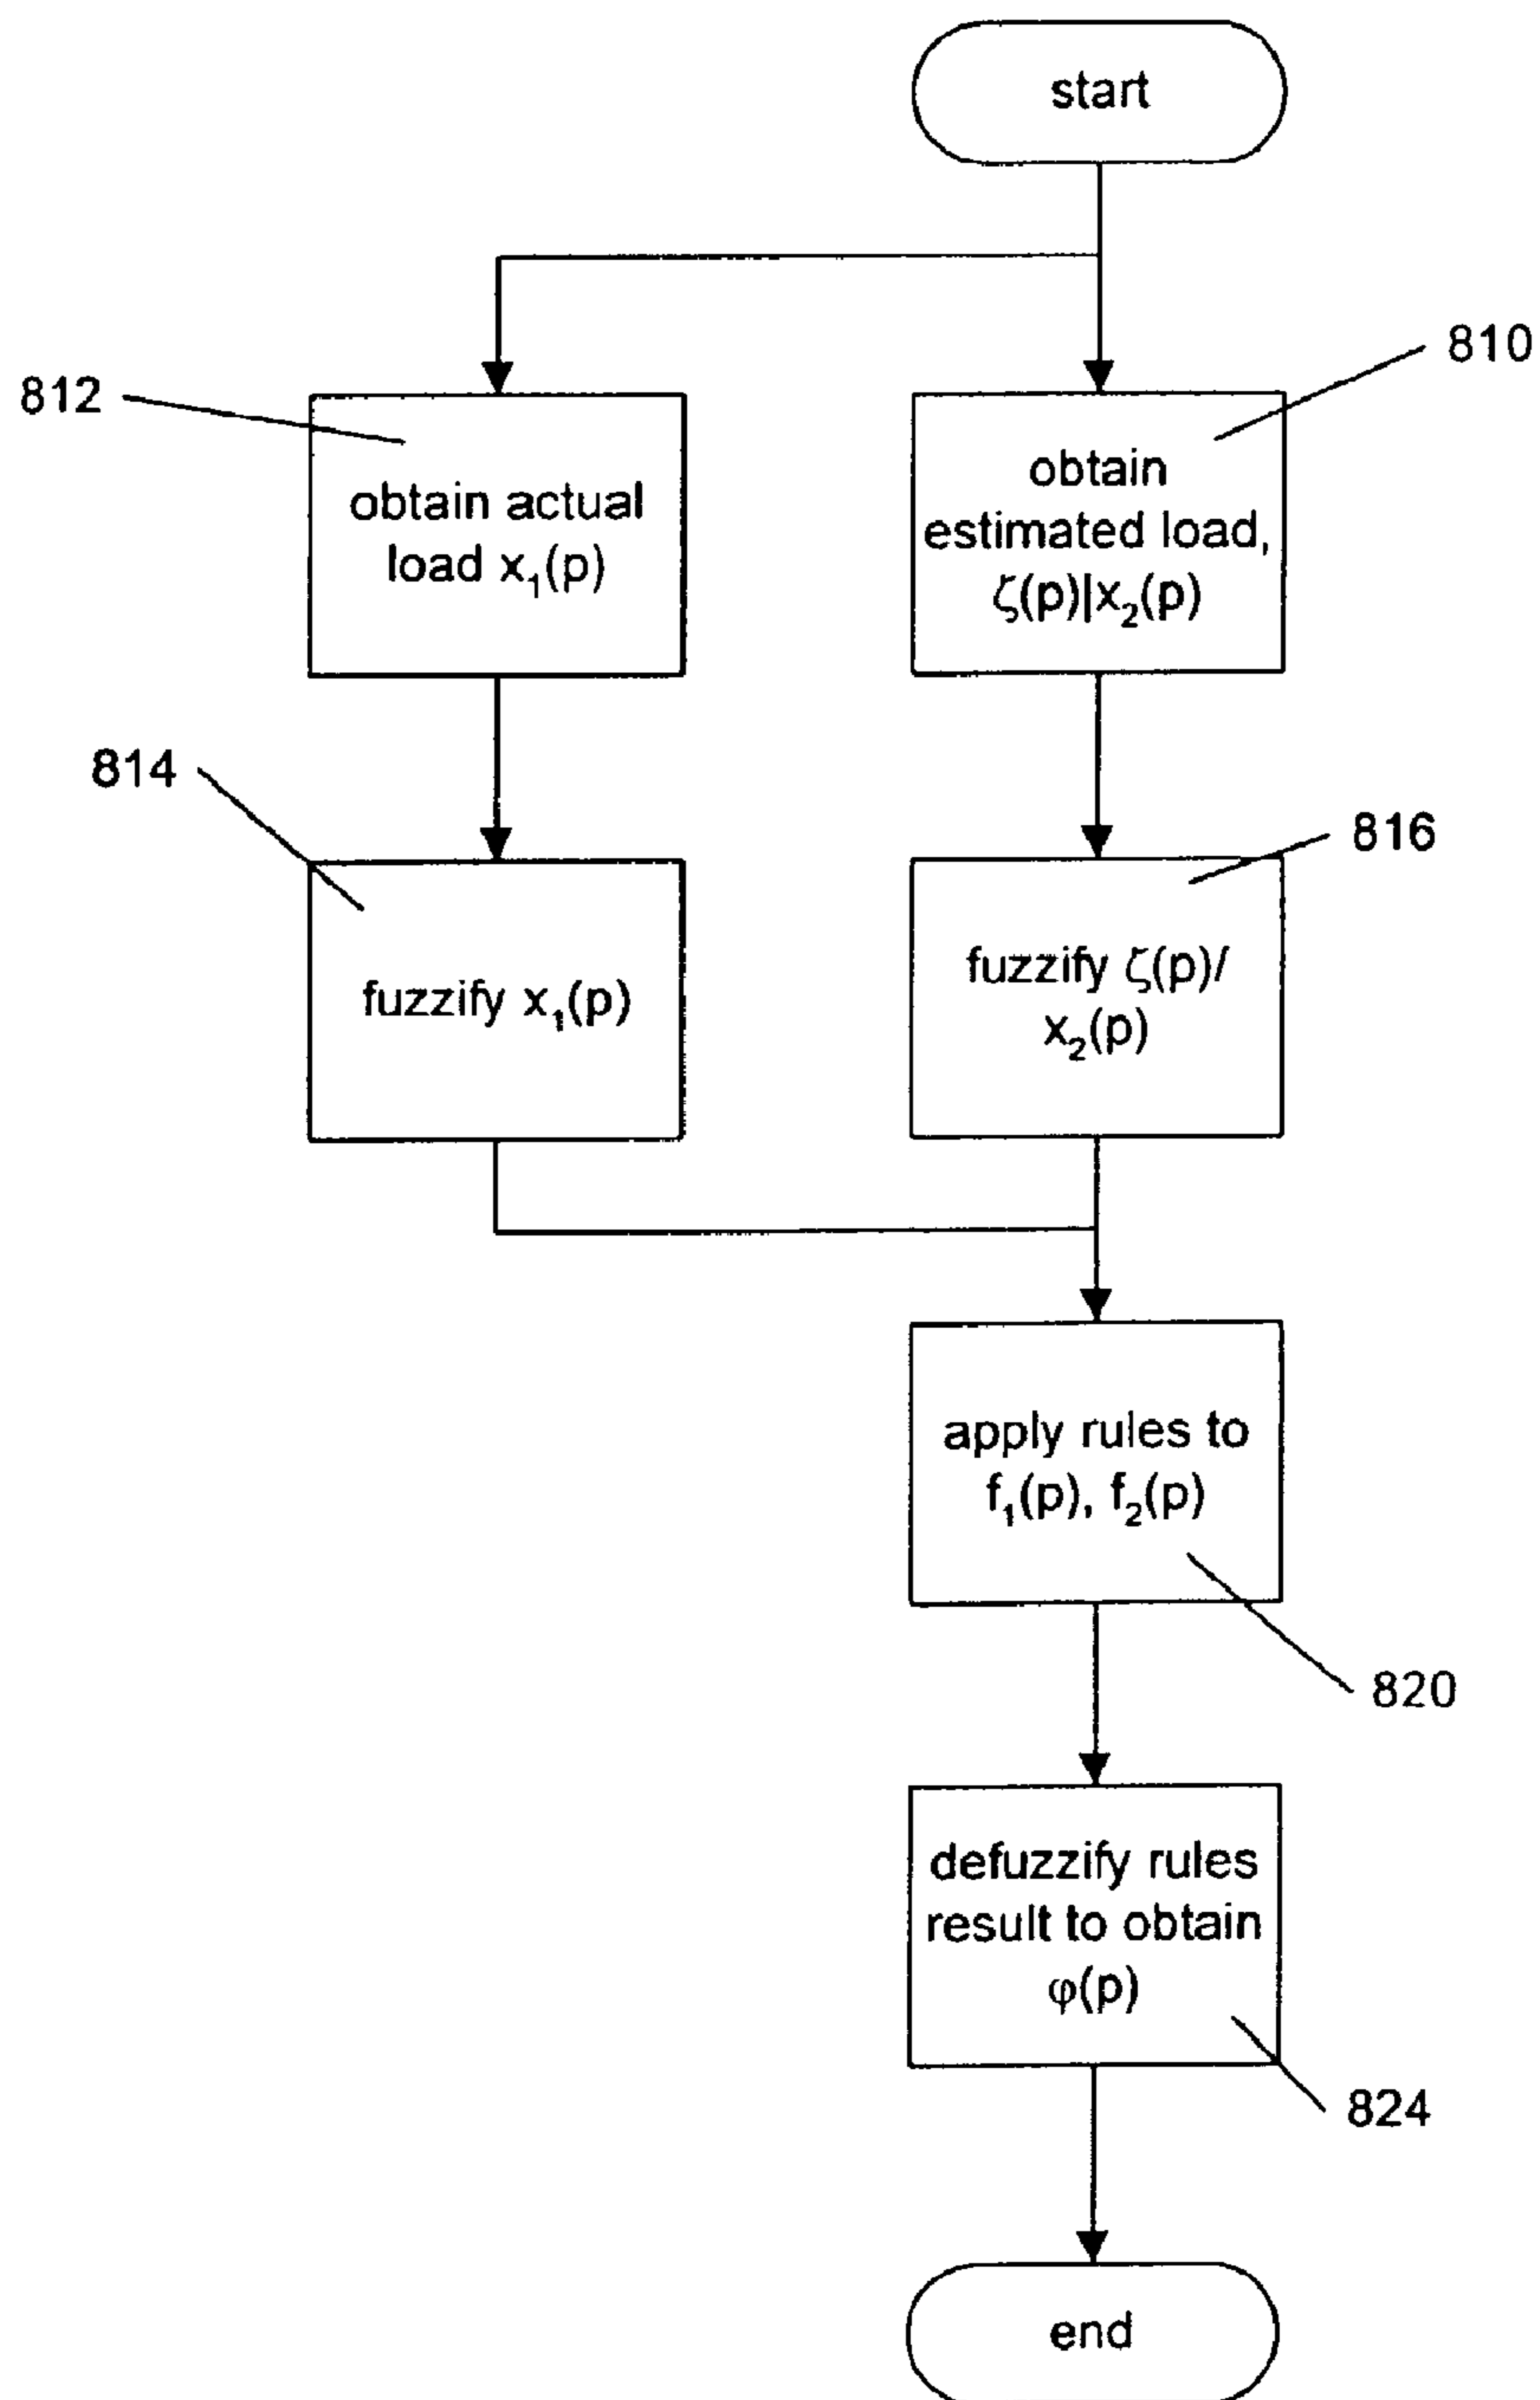 start
810
812
obtain actual
load x₁(p)
obtain
estimated load,
ζ(p)|x₂(p)
814
816
fuzzify x₁(p)
fuzzify ζ(p)/
x₂(p)
apply rules to
f₁(p), f₂(p)
820
defuzzify rules
result to obtain
φ(p)
824
end